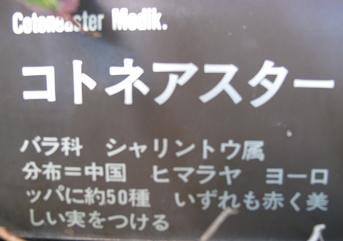 Cotoneaster Medik.
コトネアスター
バラ科　シャリントウ属
分布＝中国　ヒマラヤ　ヨーロ
ッパに約50種　いずれも赤く美
しい実をつける